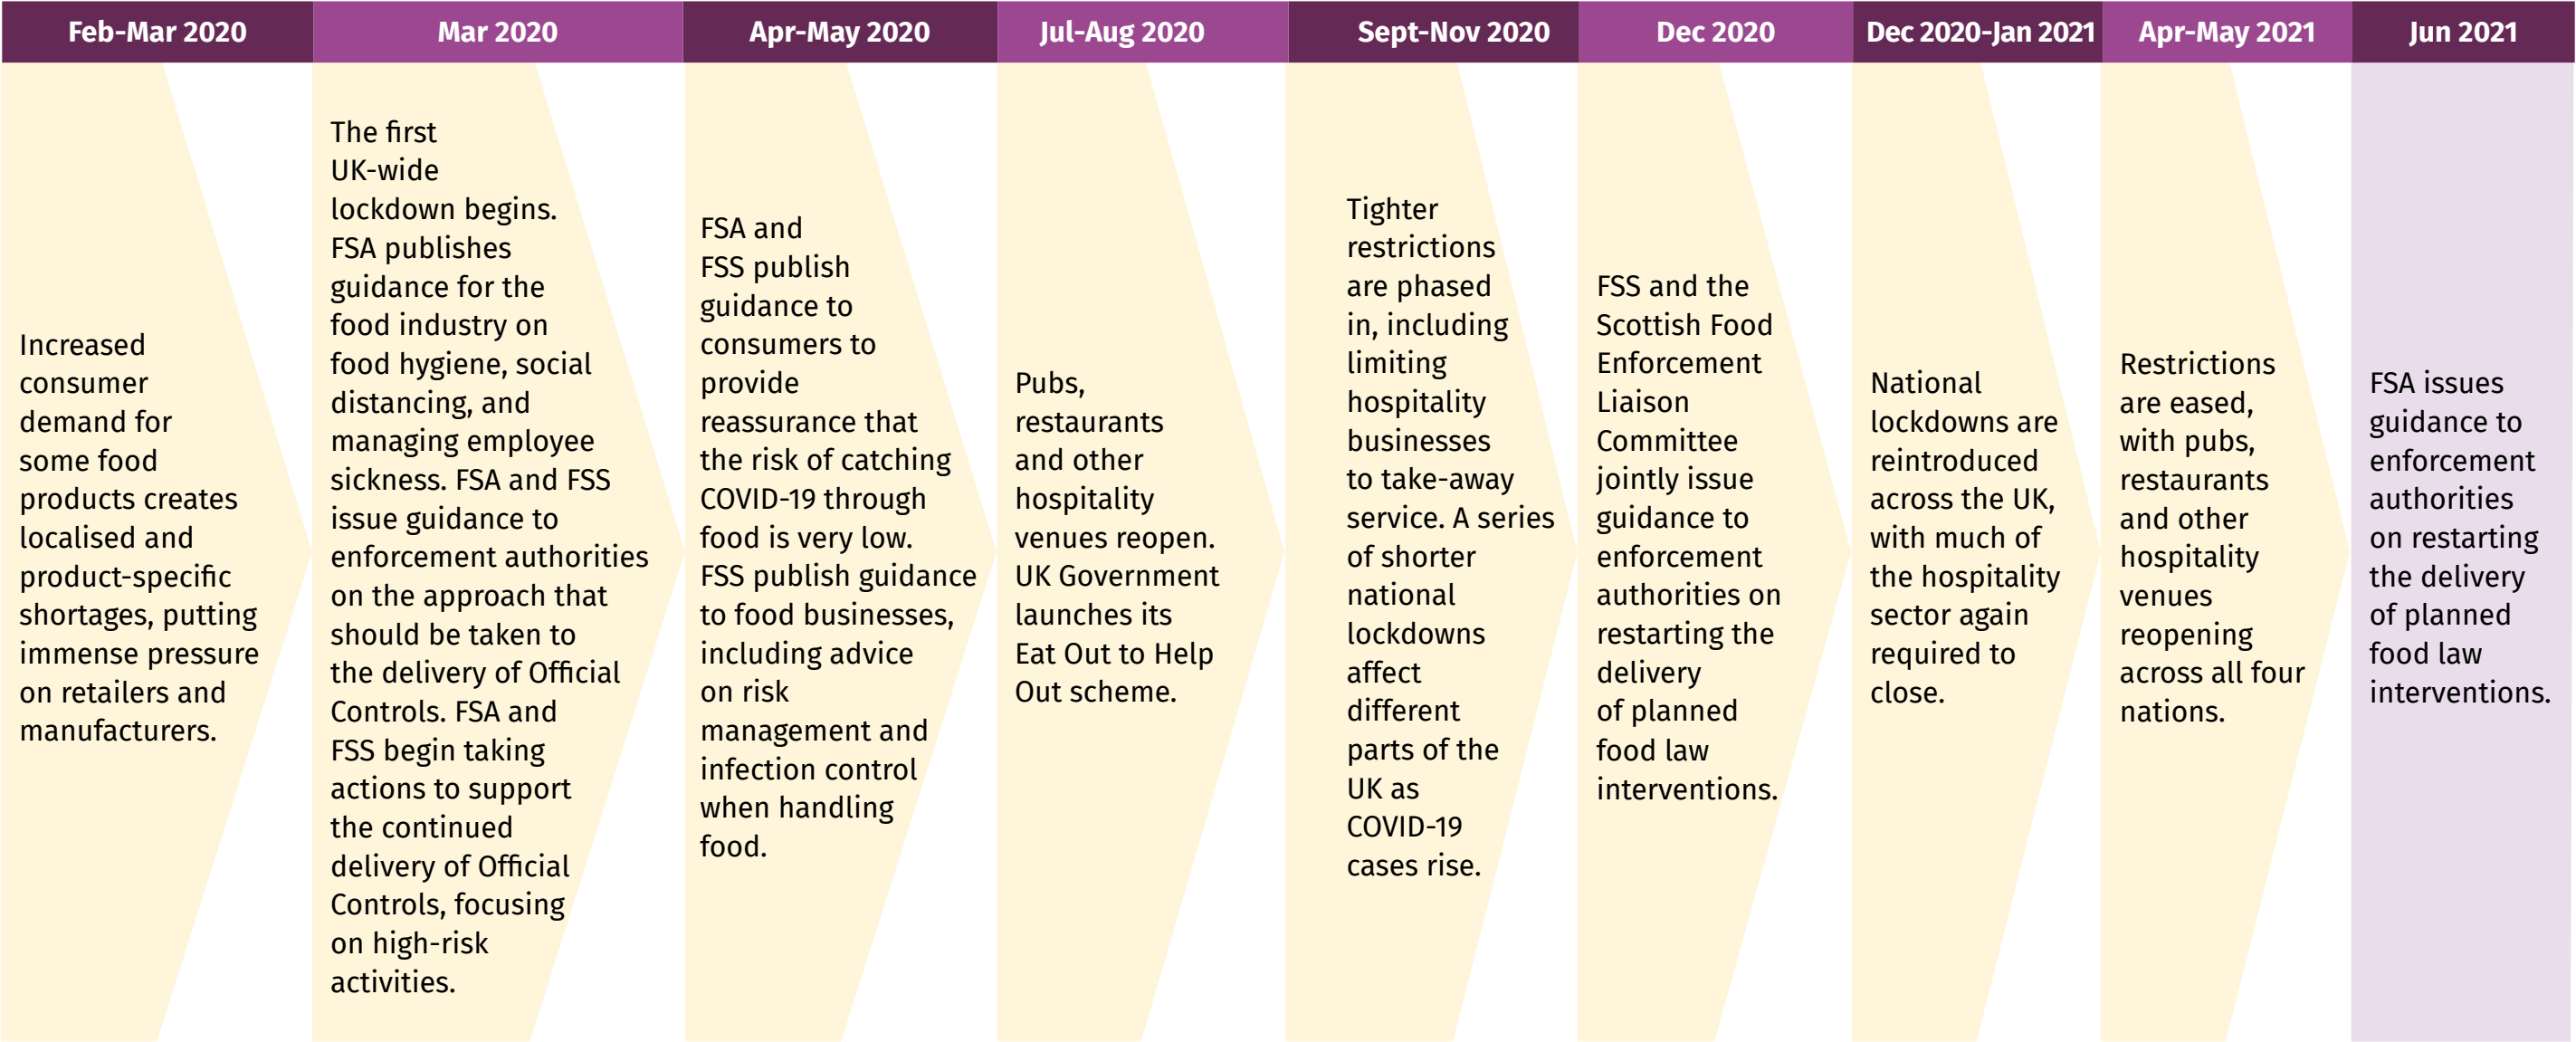 Feb-Mar 2020
Increased
consumer
demand for
some food
products creates
localised and
product-specific
shortages, putting
immense pressure
on retailers and
manufacturers.
Mar 2020
The first
UK-wide
lockdown begins.
FSA publishes
guidance for the
food industry on
food hygiene, social
distancing, and
managing employee
sickness. FSA and FSS
issue guidance to
enforcement authorities
on the approach that
should be taken to
the delivery of Official
Controls. FSA and
FSS begin taking
actions to support
the continued
delivery of Official
Controls, focusing
on high-risk
activities.
Apr-May 2020
FSA and
FSS publish
guidance to
consumers to
provide
reassurance that
the risk of catching
COVID-19 through
food is very low.
FSS publish guidance
to food businesses,
including advice
on risk
management and
infection control
when handling
food.
Jul-Aug 2020
Pubs,
restaurants
and other
hospitality
venues reopen.
UK Government
launches its
Eat Out to Help
Out scheme.
Sept-Nov 2020
Tighter
restrictions
are phased
in, including
limiting
hospitality
businesses
to take-away
service. A series
of shorter
national
lockdowns
affect
different
parts of the
UK as
COVID-19
cases rise.
Dec 2020
FSS and the
Scottish Food
Enforcement
Liaison
Committee
jointly issue
guidance to
enforcement
authorities on
restarting the
delivery
of planned
food law
interventions.
Dec 2020-Jan 2021
National
lockdowns are
reintroduced
across the UK,
with much of
the hospitality
sector again
required to
close.
Apr-May 2021
Restrictions
are eased,
with pubs,
restaurants
and other
hospitality
venues
reopening
across all four
nations.
Jun 2021
FSA issues
guidance to
enforcement
authorities
on restarting
the delivery
of planned
food law
interventions.